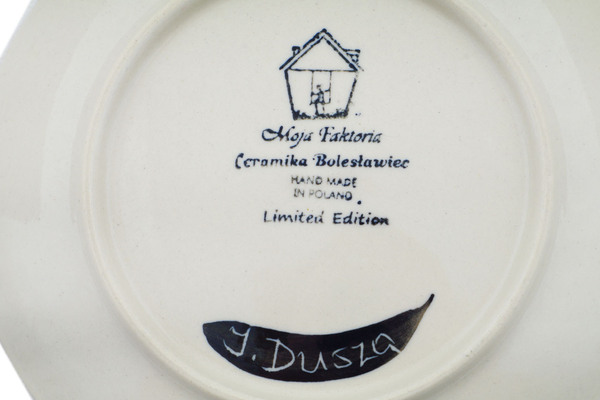 Moja Faktoria
Ceramika Bolesławiec
HAND MADE
IN POLAND
Limited Edition
J. Dusza